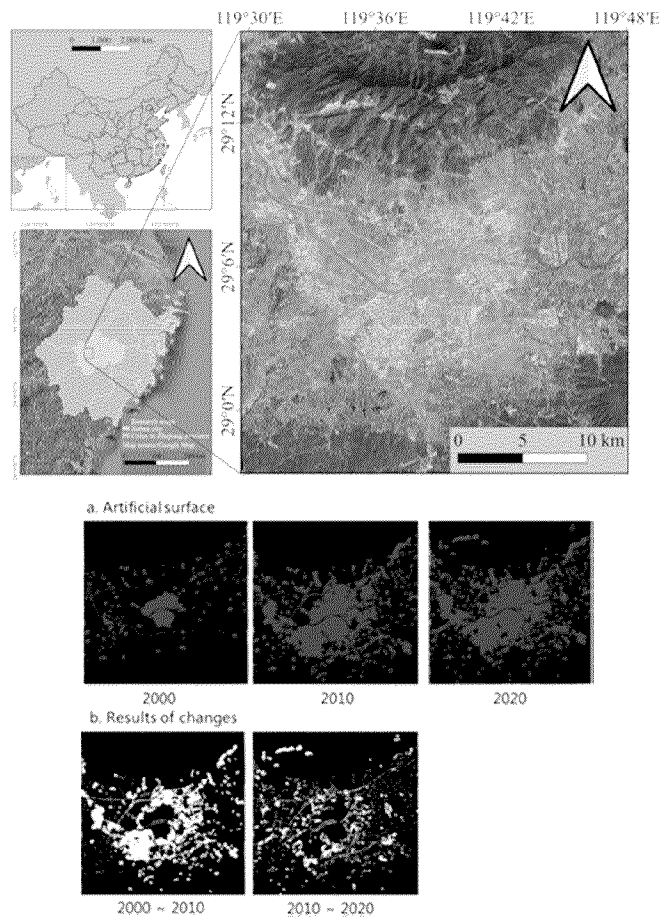 119°30′E 119°36′E 119°42′E 119°48′E
29°12′N
29°6′N
29°0′N
0 5 10 km
a. Artificial surface
2000 2010 2020
b. Results of changes
2000 ~ 2010 2010 ~ 2020